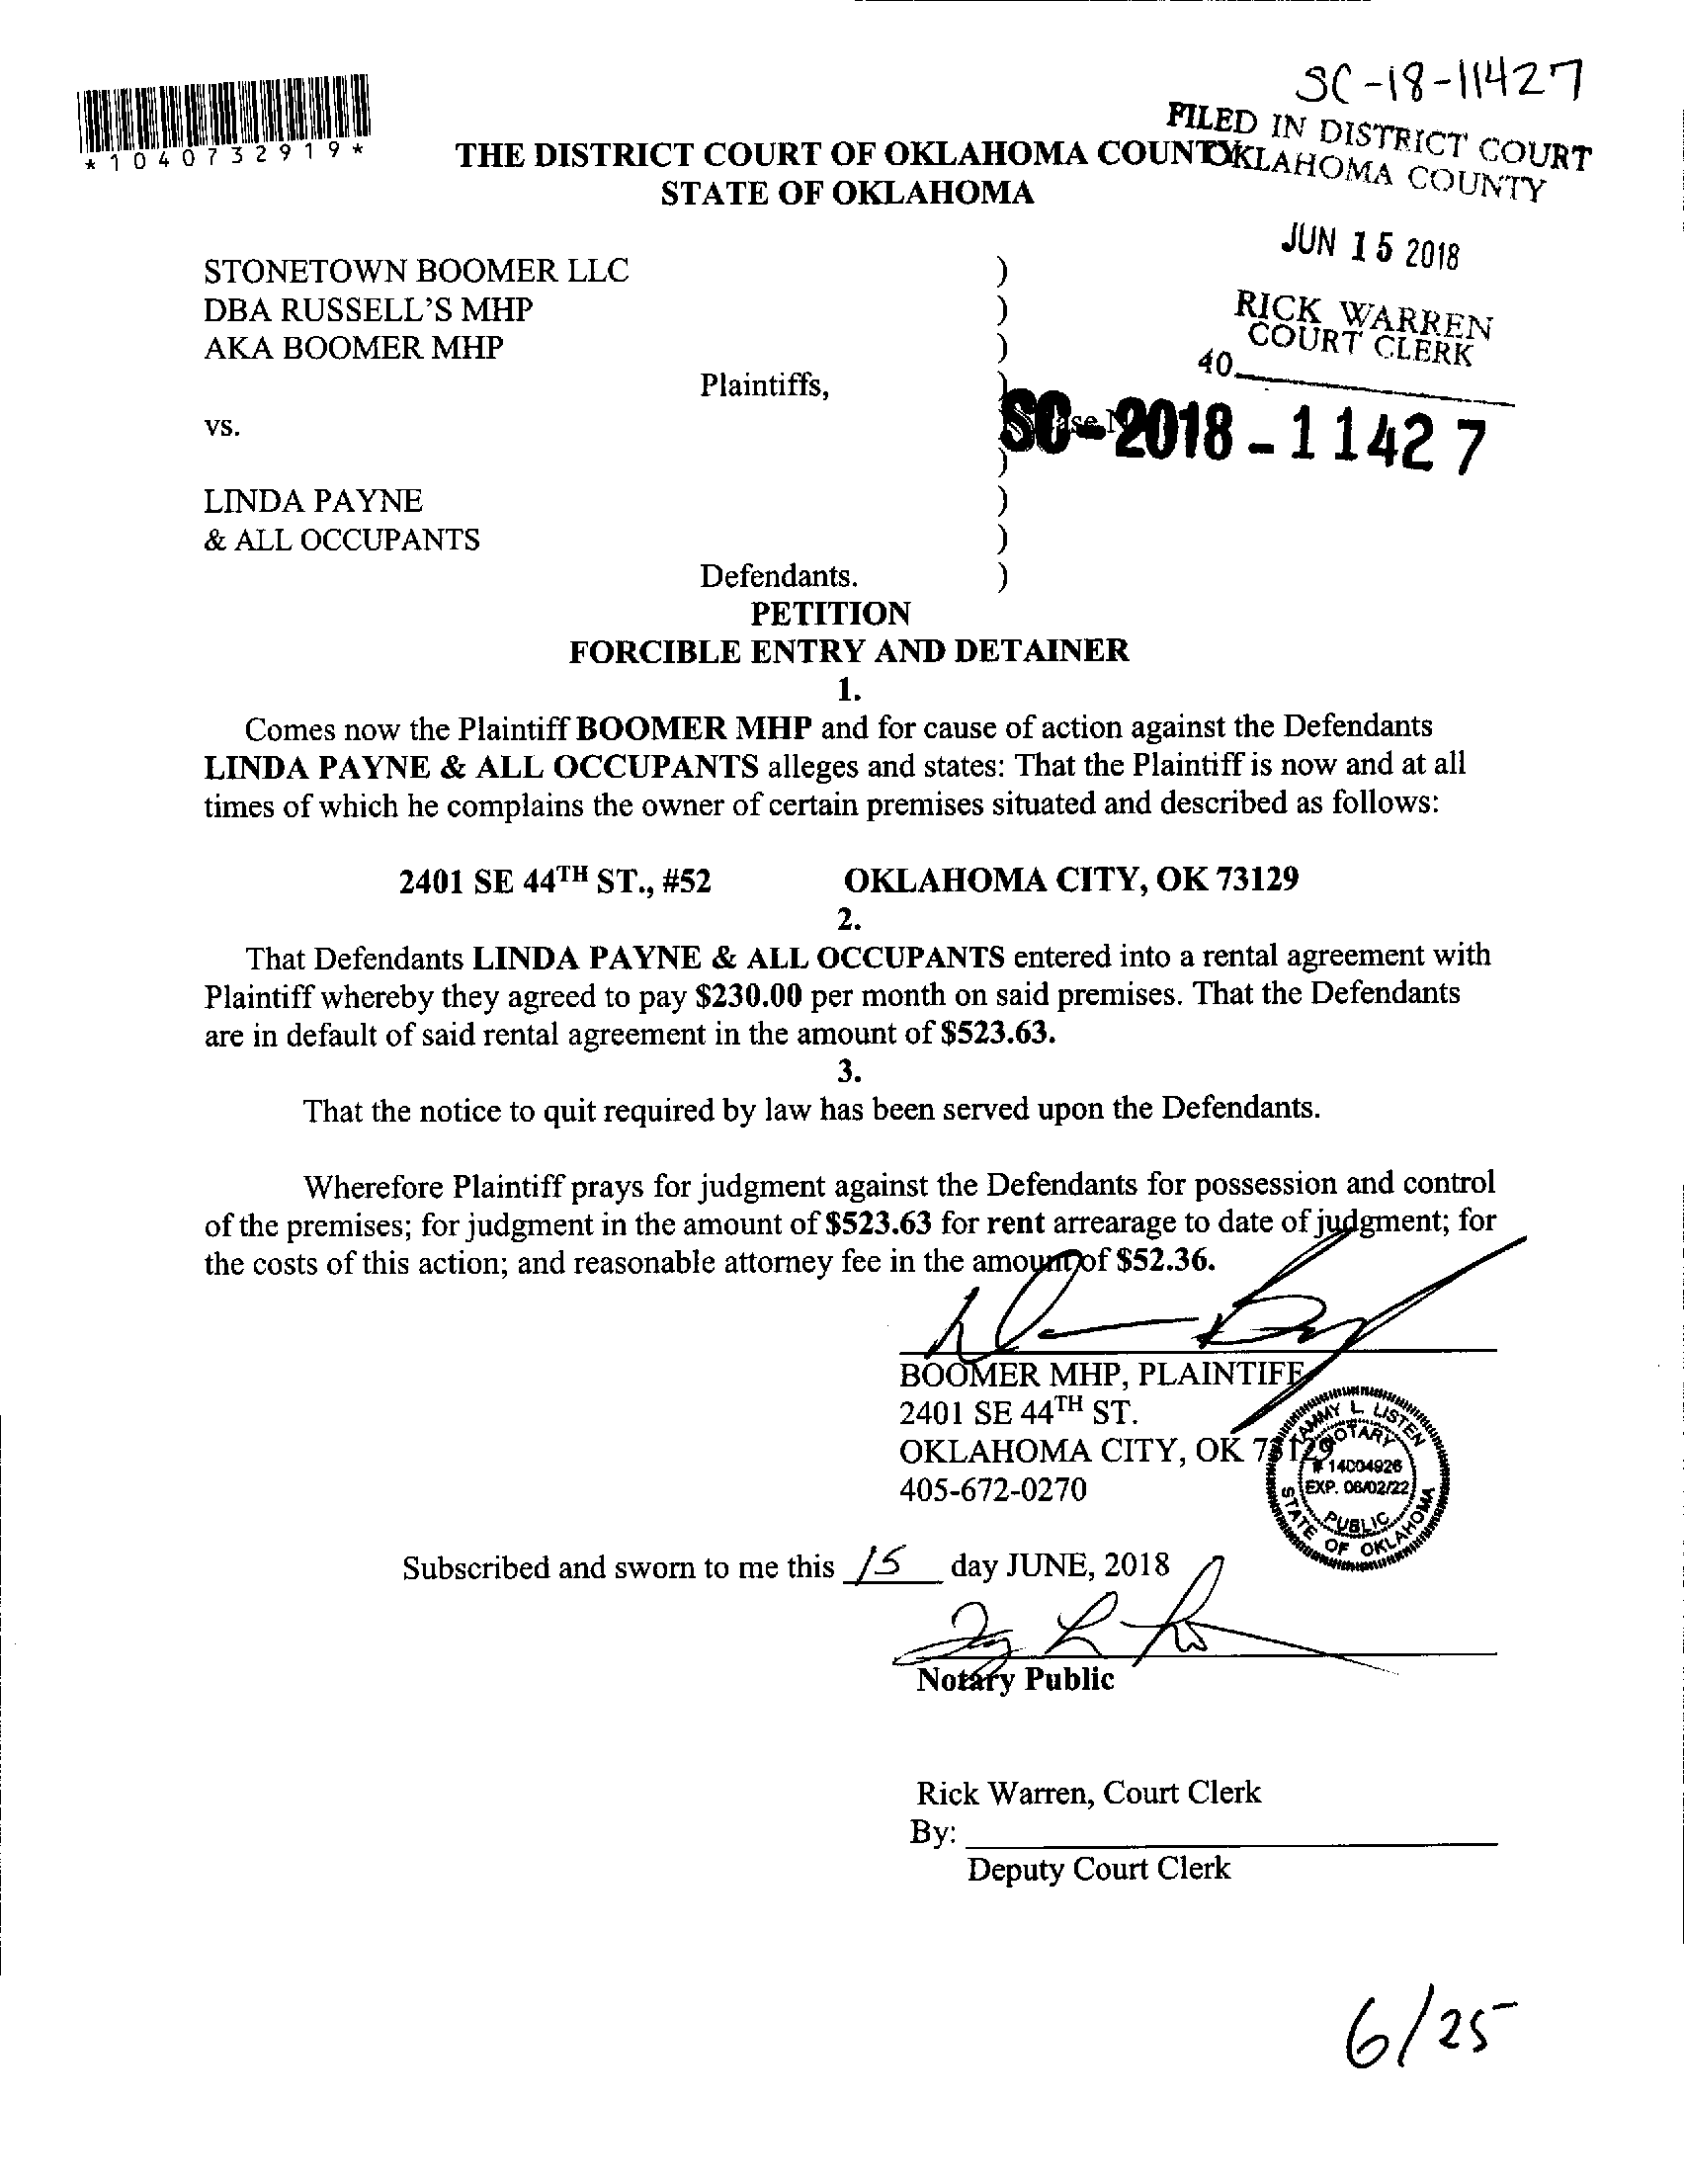 SC-18-11427
*1040732919*
FILED IN DISTRICT COURT
OKLAHOMA COUNTY
THE DISTRICT COURT OF OKLAHOMA COUNTY
STATE OF OKLAHOMA
JUN 15 2018
STONETOWN BOOMER LLC )
DBA RUSSELL'S MHP )
AKA BOOMER MHP )
RICK WARREN
COURT CLERK
40
Plaintiffs, )
vs.
SC-2018-11427
)
LINDA PAYNE )
& ALL OCCUPANTS )
Defendants. )
PETITION
FORCIBLE ENTRY AND DETAINER
1.
Comes now the Plaintiff BOOMER MHP and for cause of action against the Defendants
LINDA PAYNE & ALL OCCUPANTS alleges and states: That the Plaintiff is now and at all
times of which he complains the owner of certain premises situated and described as follows:
2401 SE 44TH ST., #52 OKLAHOMA CITY, OK 73129
2.
That Defendants LINDA PAYNE & ALL OCCUPANTS entered into a rental agreement with
Plaintiff whereby they agreed to pay $230.00 per month on said premises. That the Defendants
are in default of said rental agreement in the amount of $523.63.
3.
That the notice to quit required by law has been served upon the Defendants.
Wherefore Plaintiff prays for judgment against the Defendants for possession and control
of the premises; for judgment in the amount of $523.63 for rent arrearage to date of judgment; for
the costs of this action; and reasonable attorney fee in the amount of $52.36.
BOOMER MHP, PLAINTIFF
2401 SE 44TH ST.
OKLAHOMA CITY, OK 73129
405-672-0270
TAMMY L. LISTEN
NOTARY
# 14004926
EXP. 06/02/22
PUBLIC
STATE OF OKLAHOMA
Subscribed and sworn to me this 15 day JUNE, 2018
Notary Public
Rick Warren, Court Clerk
By:
Deputy Court Clerk
6/25